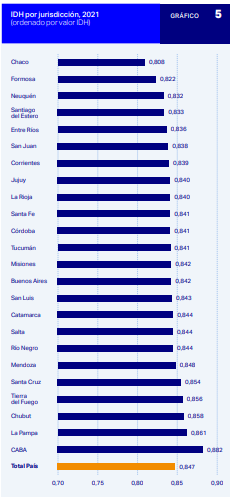 IDH por jurisdicción, 2021
(ordenado por valor IDH)
GRÁFICO 5
Chaco 0,808
Formosa 0,822
Neuquén 0,832
Santiago
del Estero 0,833
Entre Ríos 0,836
San Juan 0,838
Corrientes 0,839
Jujuy 0,840
La Rioja 0,840
Santa Fe 0,841
Córdoba 0,841
Tucumán 0,841
Misiones 0,842
Buenos Aires 0,842
San Luis 0,843
Catamarca 0,844
Salta 0,844
Río Negro 0,844
Mendoza 0,848
Santa Cruz 0,854
Tierra
del Fuego 0,856
Chubut 0,858
La Pampa 0,861
CABA 0,882
Total País 0,847
0,70 0,75 0,80 0,85 0,90